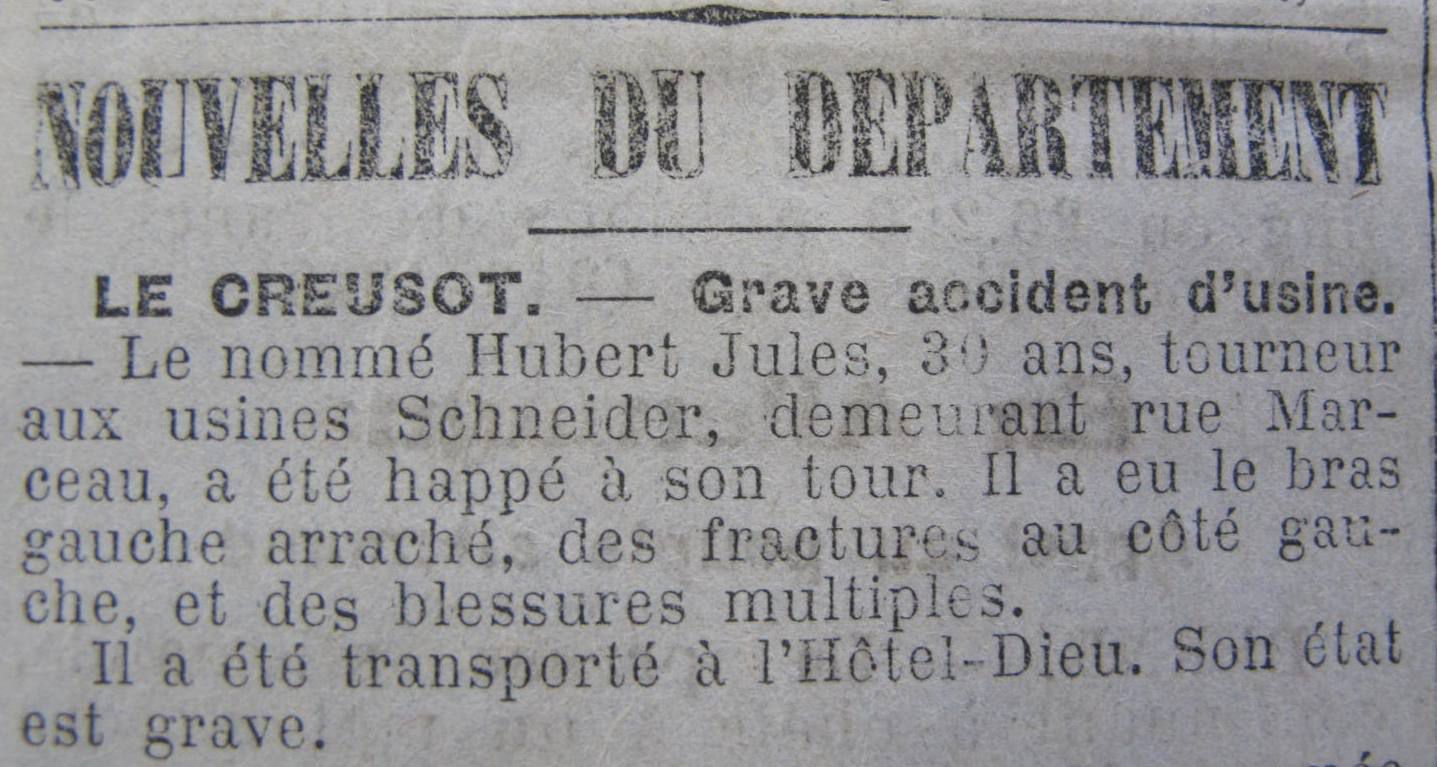 NOUVELLES DU DEPARTEMENT
LE CREUSOT. — Grave accident d'usine.
— Le nommé Hubert Jules, 30 ans, tourneur
aux usines Schneider, demeurant rue Mar-
ceau, a été happé à son tour. Il a eu le bras
gauche arraché, des fractures au côté gau-
che, et des blessures multiples.
Il a été transporté à l'Hôtel-Dieu. Son état
est grave.